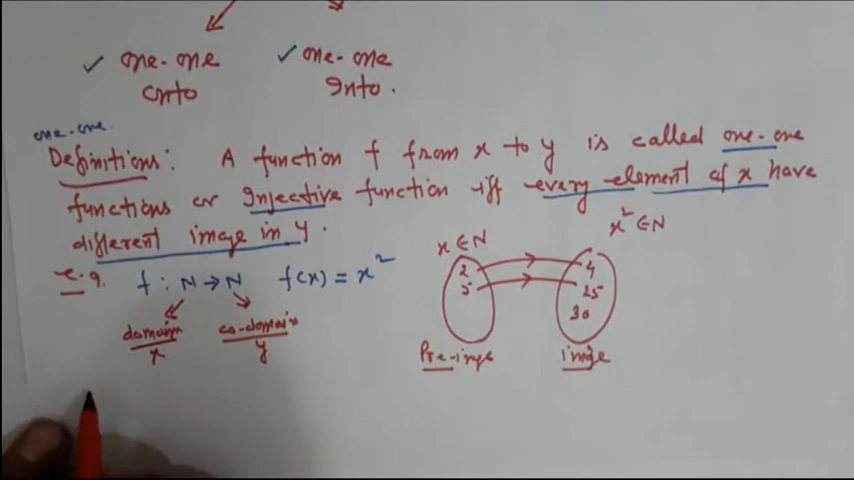 ✓ one-one ✓ one-one
onto Into.
one-one.
Definitions: A function f from x to y is called one-one
functions or Injective function iff every element of x have
different image in y.
e.g. f : N → N f(x) = x²
x ∈ N x² ∈ N
2 4
5 25
30
domain co-domain
x y
Pre-imge image